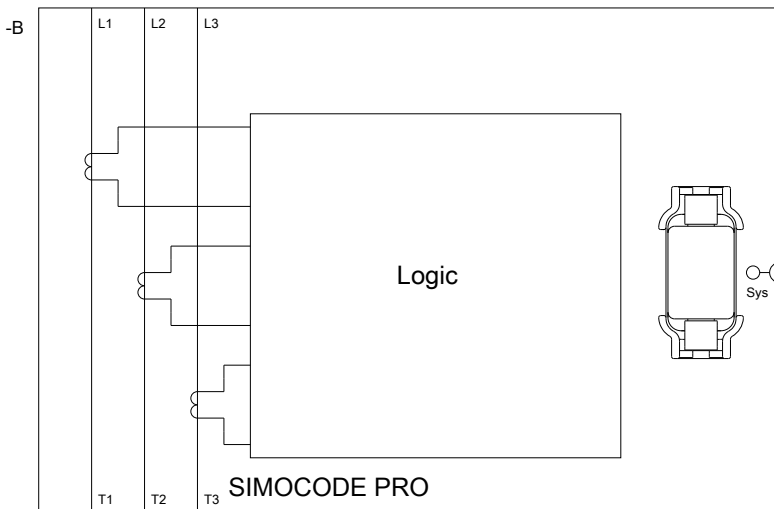 -B
L1
L2
L3
Logic
Sys
T1
T2
T3
SIMOCODE PRO